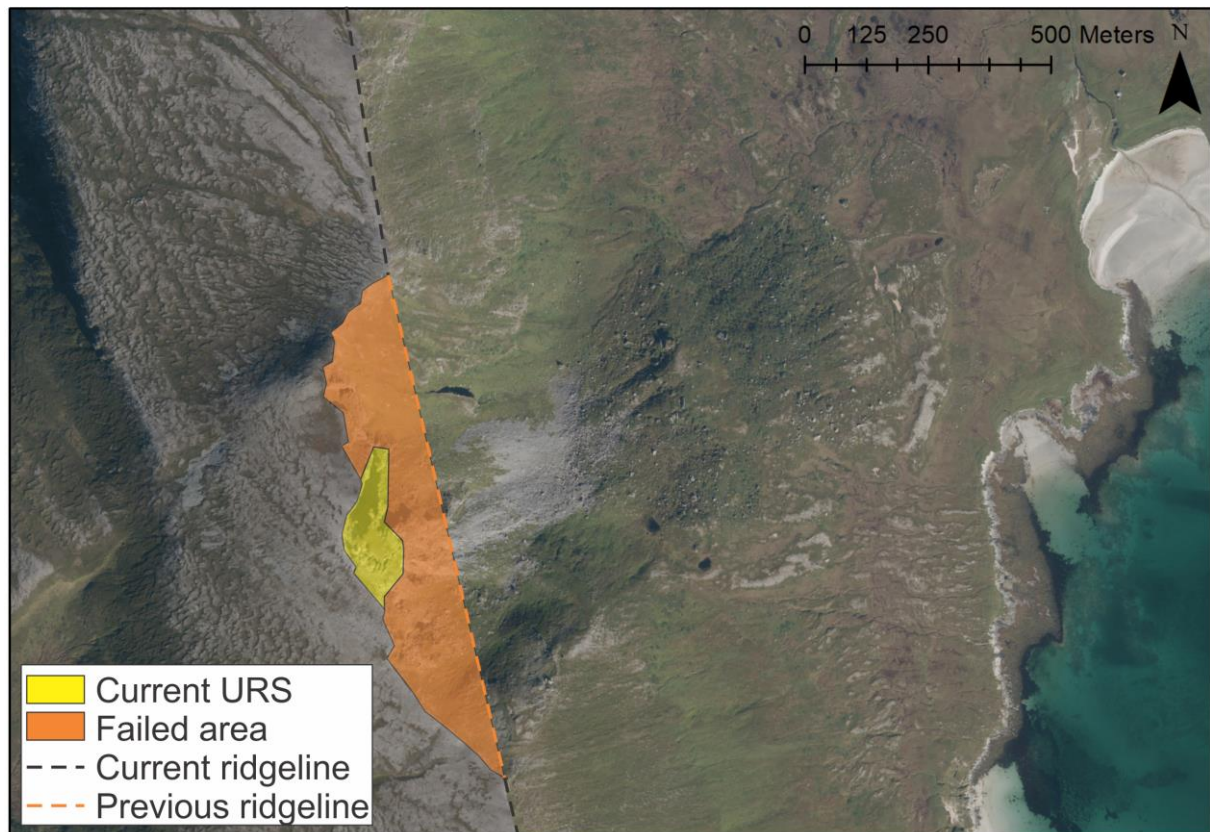 0 125 250 500 Meters N
Current URS
Failed area
Current ridgeline
Previous ridgeline